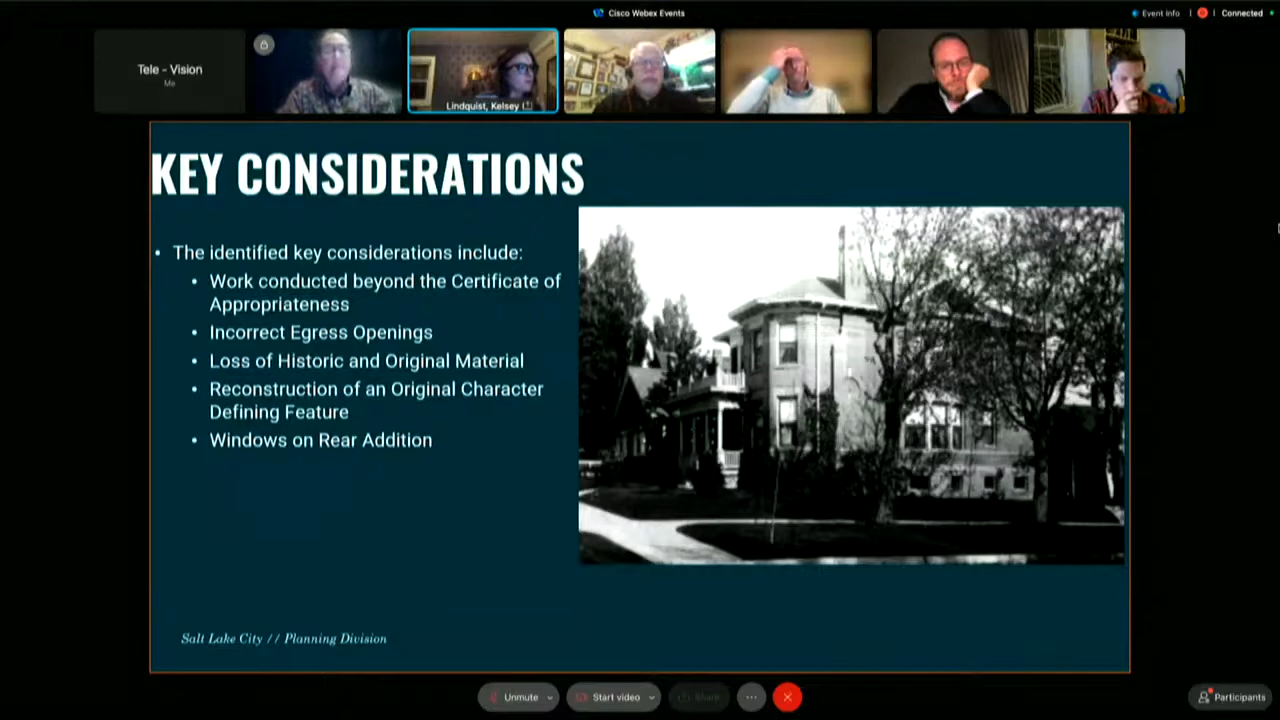 Cisco Webex Events
Event Info
Connected
Tele - Vision
Me
Lindquist, Kelsey
KEY CONSIDERATIONS
• The identified key considerations include:
• Work conducted beyond the Certificate of
Appropriateness
• Incorrect Egress Openings
• Loss of Historic and Original Material
• Reconstruction of an Original Character
Defining Feature
• Windows on Rear Addition
Salt Lake City // Planning Division
Unmute
Start video
Share
Participants